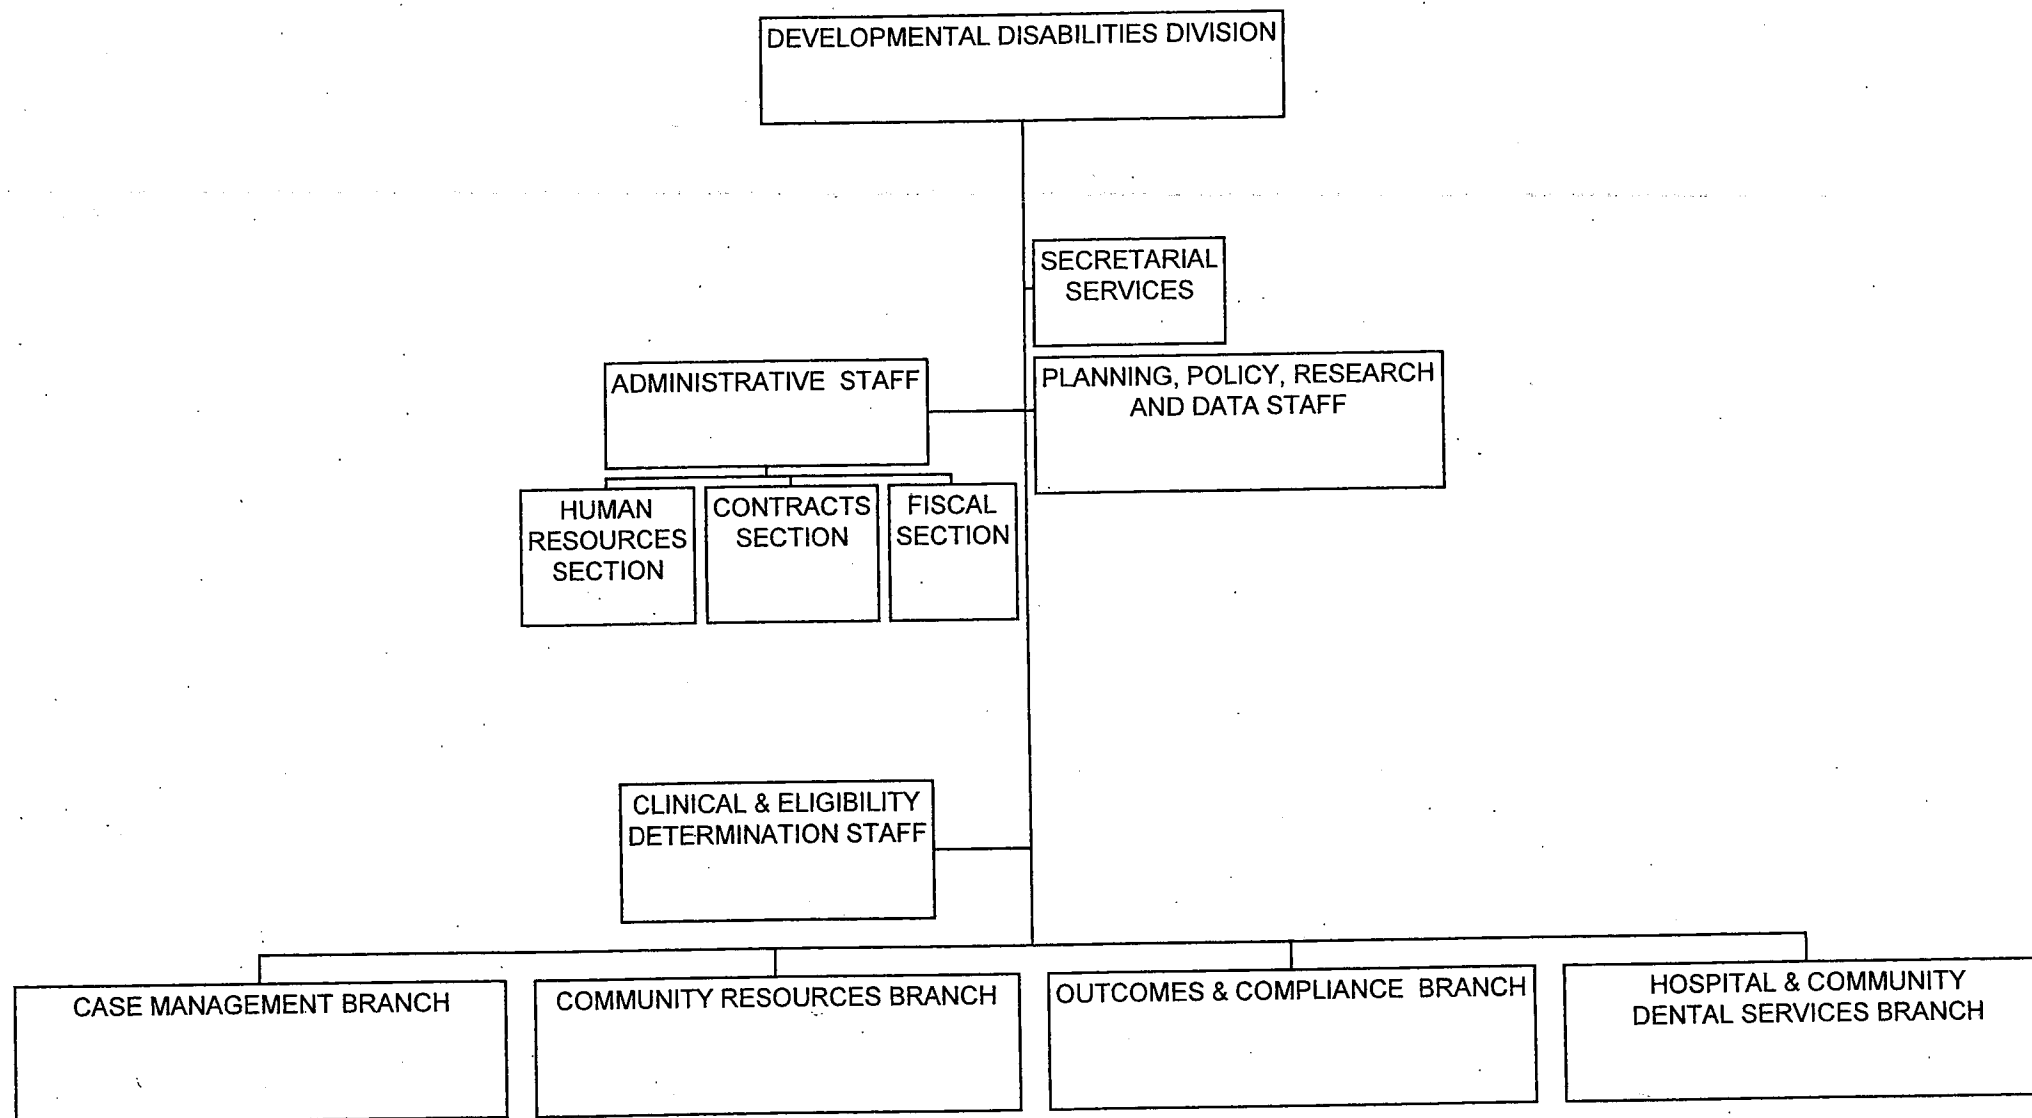 DEVELOPMENTAL DISABILITIES DIVISION
SECRETARIAL
SERVICES
ADMINISTRATIVE STAFF
PLANNING, POLICY, RESEARCH
AND DATA STAFF
HUMAN
RESOURCES
SECTION
CONTRACTS
SECTION
FISCAL
SECTION
CLINICAL & ELIGIBILITY
DETERMINATION STAFF
CASE MANAGEMENT BRANCH
COMMUNITY RESOURCES BRANCH
OUTCOMES & COMPLIANCE BRANCH
HOSPITAL & COMMUNITY
DENTAL SERVICES BRANCH